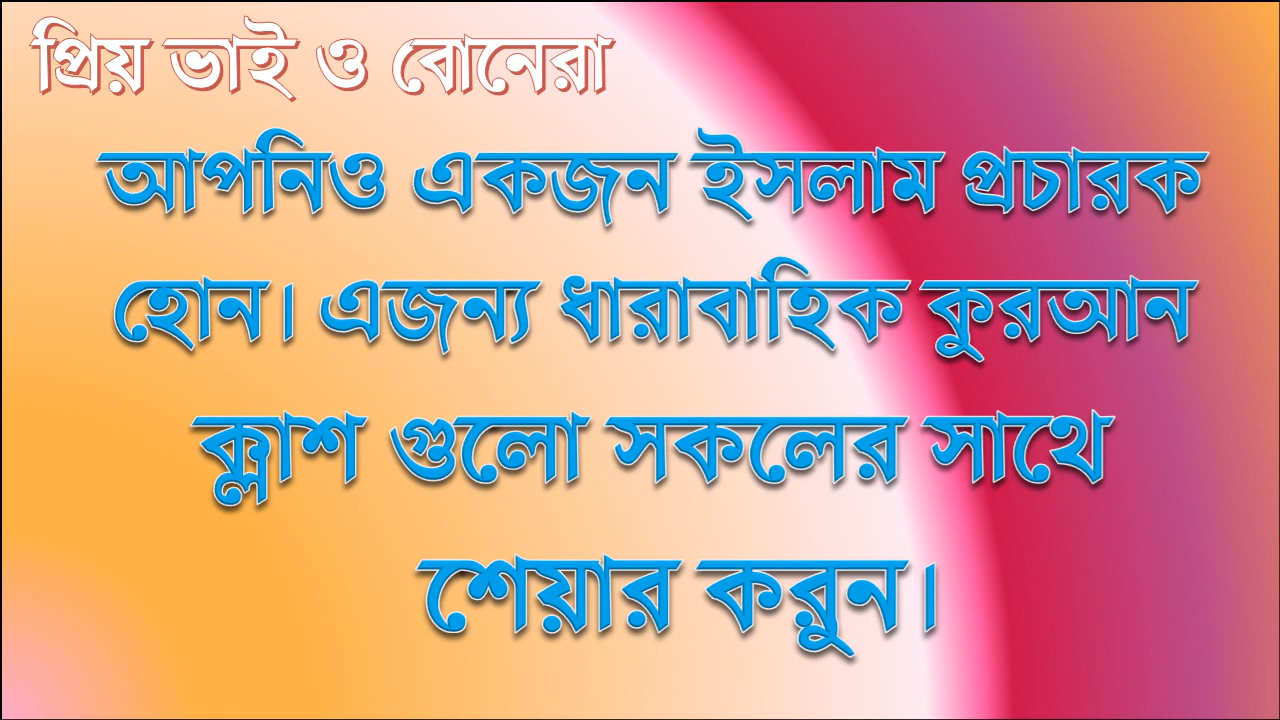 প্রিয় ভাই ও বোনেরা
আপনিও একজন ইসলাম প্রচারক
হোন। এজন্য ধারাবাহিক কুরআন
ক্লাশ গুলো সকলের সাথে
শেয়ার করুন।